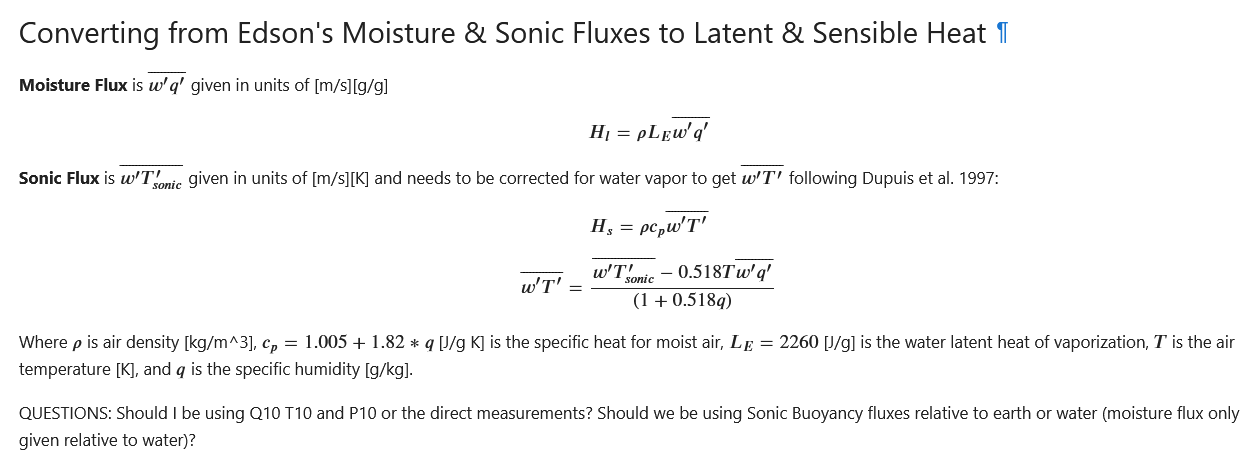 Converting from Edson's Moisture & Sonic Fluxes to Latent & Sensible Heat ¶
Moisture Flux is $\overline{w'q'}$ given in units of [m/s][g/g]
$H_l = \rho L_E \overline{w'q'}$
Sonic Flux is $\overline{w'T'_{sonic}}$ given in units of [m/s][K] and needs to be corrected for water vapor to get $\overline{w'T'}$ following Dupuis et al. 1997:
$H_s = \rho c_p \overline{w'T'}$
$\overline{w'T'} = \frac{\overline{w'T'_{sonic}} - 0.518T\overline{w'q'}}{(1 + 0.518q)}$
Where $\rho$ is air density [kg/m^3], $c_p = 1.005 + 1.82 * q$ [J/g K] is the specific heat for moist air, $L_E = 2260$ [J/g] is the water latent heat of vaporization, $T$ is the air
temperature [K], and $q$ is the specific humidity [g/kg].
QUESTIONS: Should I be using Q10 T10 and P10 or the direct measurements? Should we be using Sonic Buoyancy fluxes relative to earth or water (moisture flux only
given relative to water)?